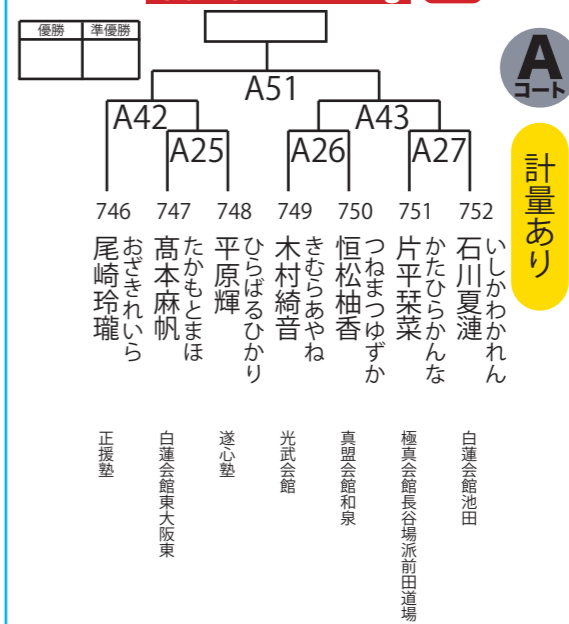 優勝 準優勝
A
コート
計量あり
A51
A42 A43
A25 A26 A27
746 747 748 749 750 751 752
おざきれいら
尾崎玲瓏
正援塾
たかもとまほ
髙本麻帆
白蓮会館東大阪東
ひらばるひかり
平原輝
遂心塾
きむらあやね
木村綺音
光武会館
つねまつゆずか
恒松柚香
真盟会館和泉
かたひらかんな
片平栞菜
極真会館長谷場派前田道場
いしかわかれん
石川夏漣
白蓮会館池田